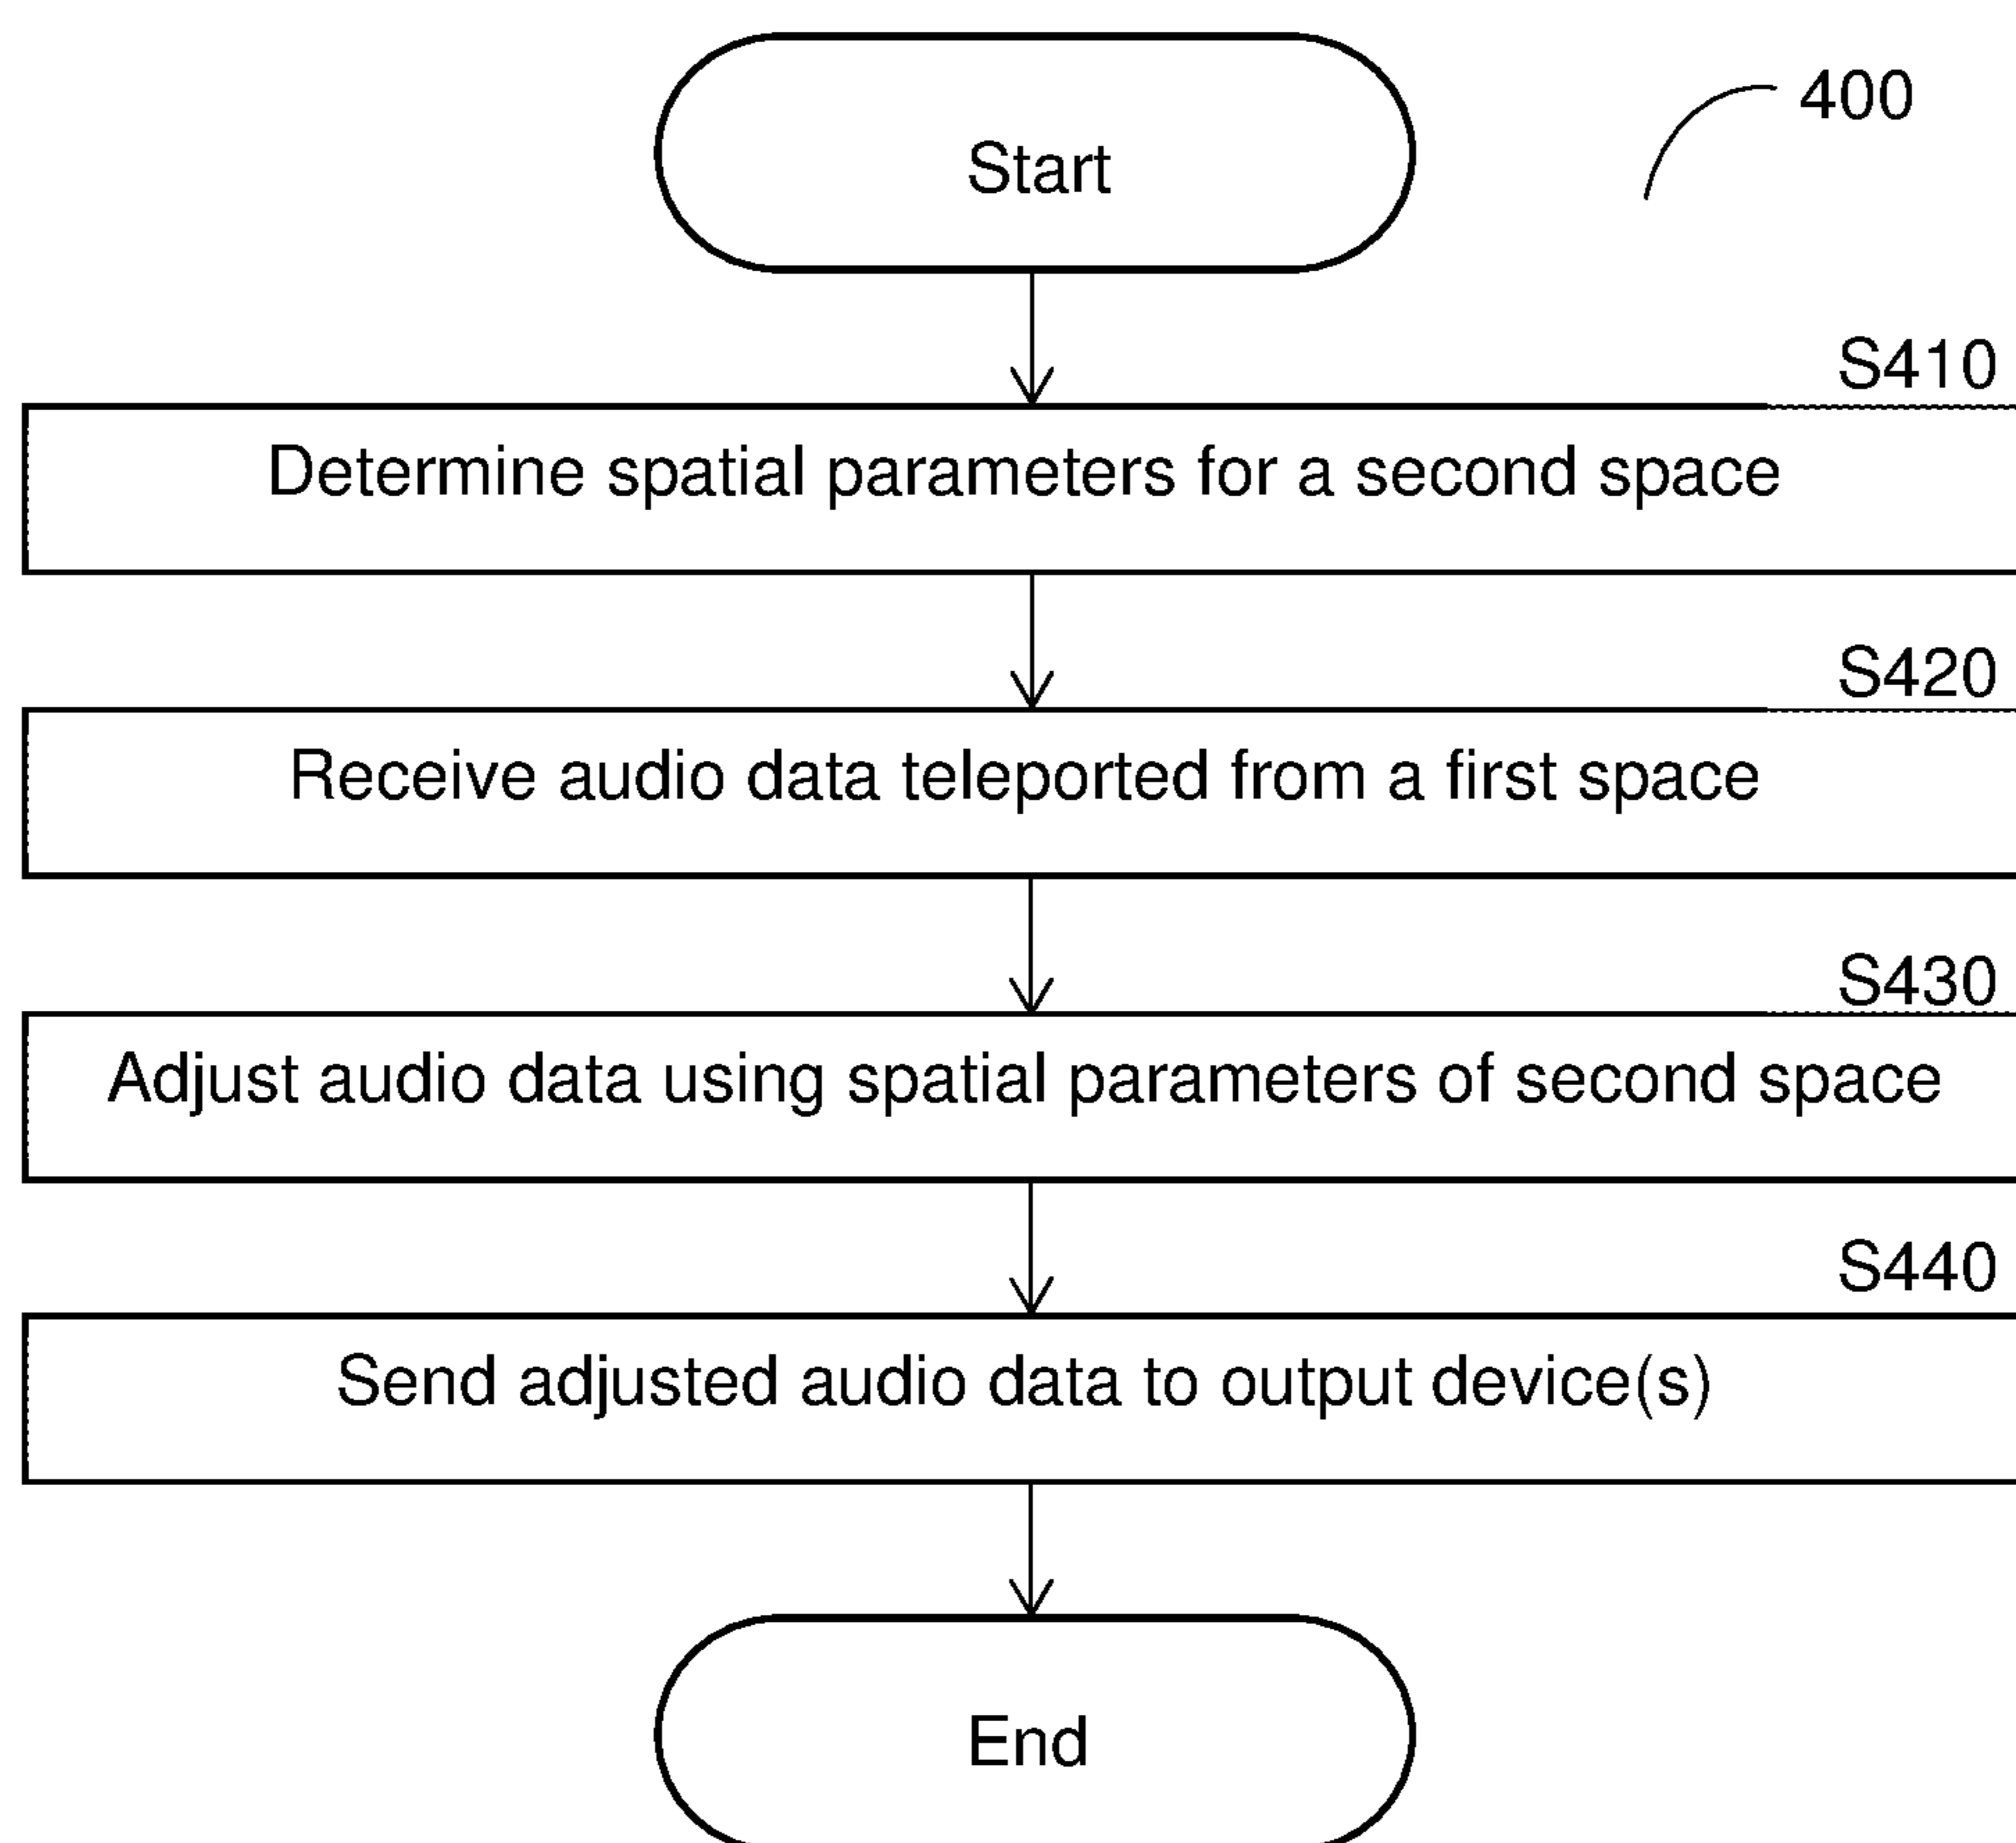 Start
400
S410
Determine spatial parameters for a second space
S420
Receive audio data teleported from a first space
S430
Adjust audio data using spatial parameters of second space
S440
Send adjusted audio data to output device(s)
End